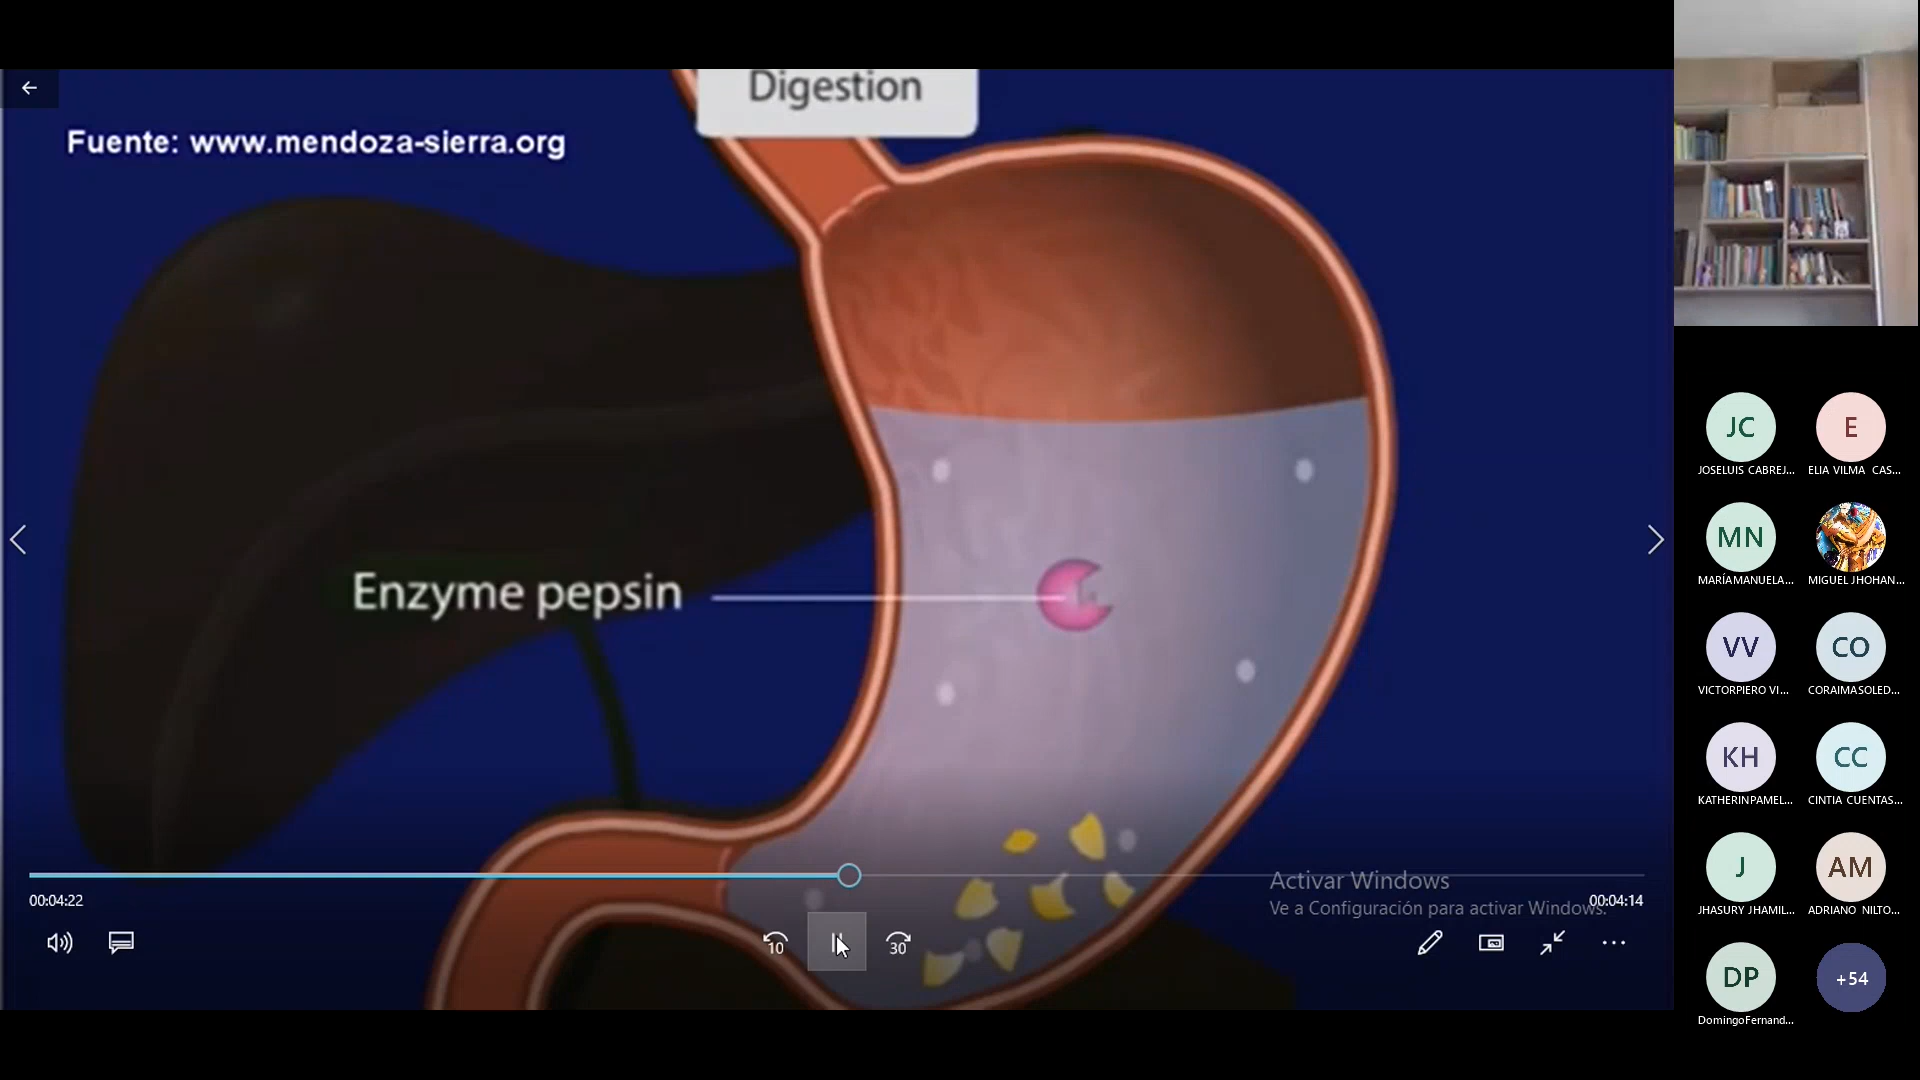 Digestion
Fuente: www.mendoza-sierra.org
Enzyme pepsin
Activar Windows
Ve a Configuración para activar Windows.
00:04:22
00:04:14
10
30
JC
E
JOSELUIS CABREJ...
ELIA VILMA CAS...
MN
MARÍAMANUELA...
MIGUEL JHOHAN...
VV
CO
VICTORPIERO VI...
CORAIMASOLED...
KH
CC
KATHERINPAMEL...
CINTIA CUENTAS...
J
AM
JHASURY JHAMIL...
ADRIANO NILTO...
DP
+54
DomingoFernand...